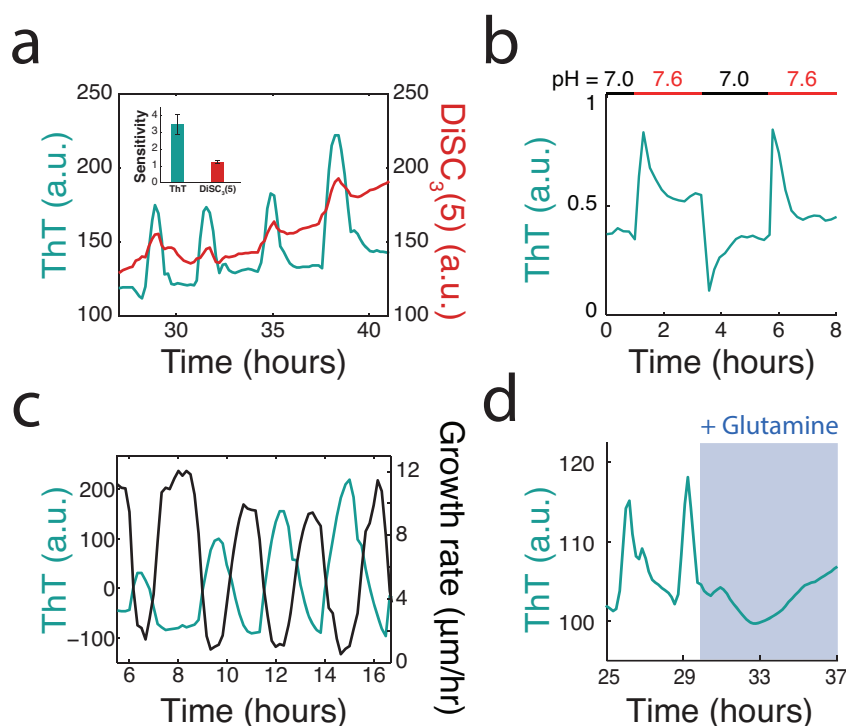 a
250
200
150
100
ThT (a.u.)
Sensitivity
4
3
2
1
0
ThT
DiSC3(5)
250
200
150
100
DiSC3(5) (a.u.)
30
35
40
Time (hours)
b
pH = 7.0 7.6 7.0 7.6
1
0.5
0
ThT (a.u.)
0 2 4 6 8
Time (hours)
c
200
100
0
−100
ThT (a.u.)
12
9
6
3
0
Growth rate (μm/hr)
6 8 10 12 14 16
Time (hours)
d
+ Glutamine
120
110
100
ThT (a.u.)
25 29 33 37
Time (hours)